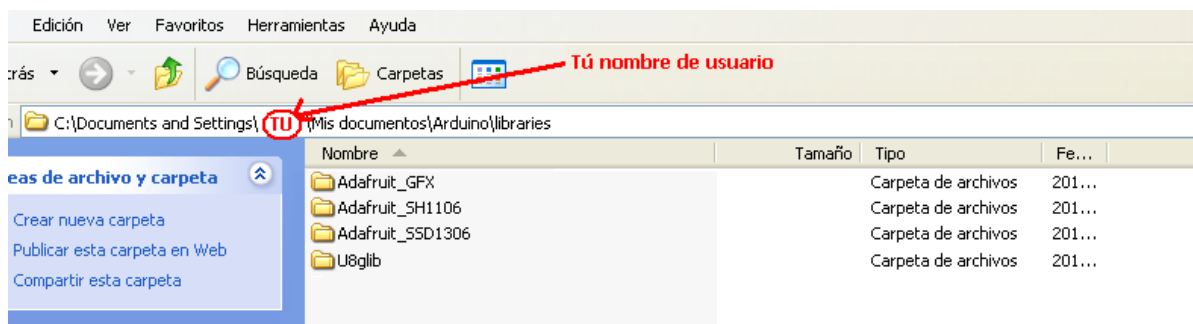 Edición Ver Favoritos Herramientas Ayuda
trás Búsqueda Carpetas
Tú nombre de usuario
C:\Documents and Settings\ TU \Mis documentos\Arduino\libraries
eas de archivo y carpeta
Crear nueva carpeta
Publicar esta carpeta en Web
Compartir esta carpeta
Nombre Tamaño Tipo Fe...
Adafruit_GFX Carpeta de archivos 201...
Adafruit_SH1106 Carpeta de archivos 201...
Adafruit_SSD1306 Carpeta de archivos 201...
U8glib Carpeta de archivos 201...